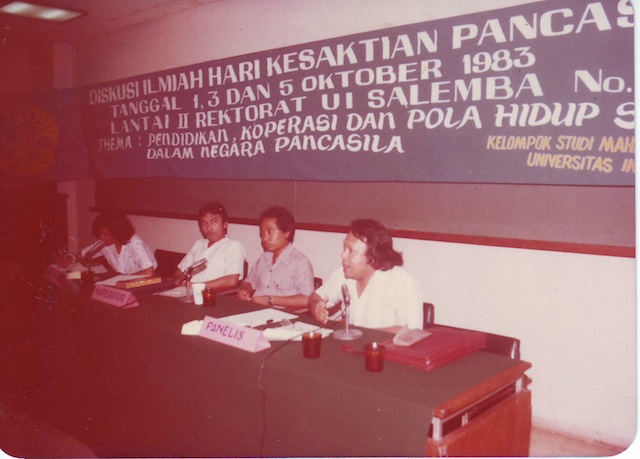 DISKUSI ILMIAH HARI KESAKTIAN PANCAS
TANGGAL 1, 3 DAN 5 OKTOBER 1983
LANTAI II REKTORAT UI SALEMBA No.
THEMA : PENDIDIKAN, KOPERASI DAN POLA HIDUP S
DALAM NEGARA PANCASILA
KELOMPOK STUDI MAH
UNIVERSITAS IN
MODERATOR
PANELIS